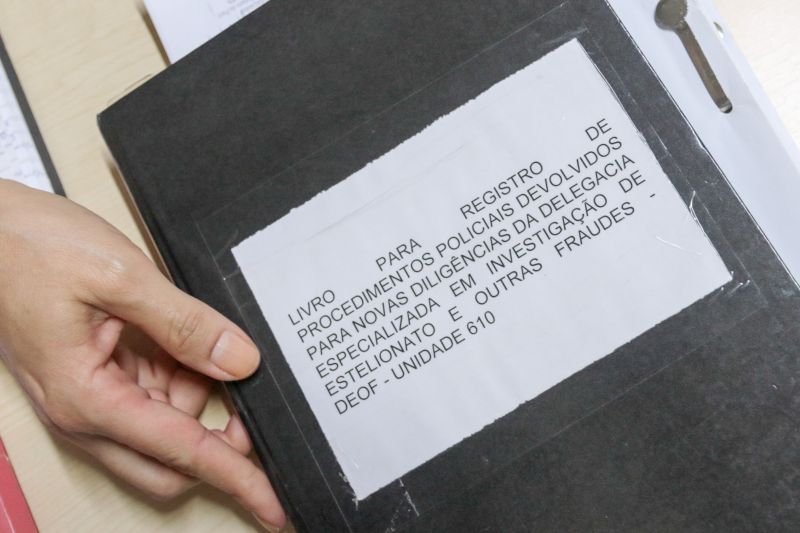 LIVRO PARA REGISTRO DE
PROCEDIMENTOS POLICIAIS DEVOLVIDOS
PARA NOVAS DILIGÊNCIAS DA DELEGACIA
ESPECIALIZADA EM INVESTIGAÇÃO DE
ESTELIONATO E OUTRAS FRAUDES -
DEOF - UNIDADE 610